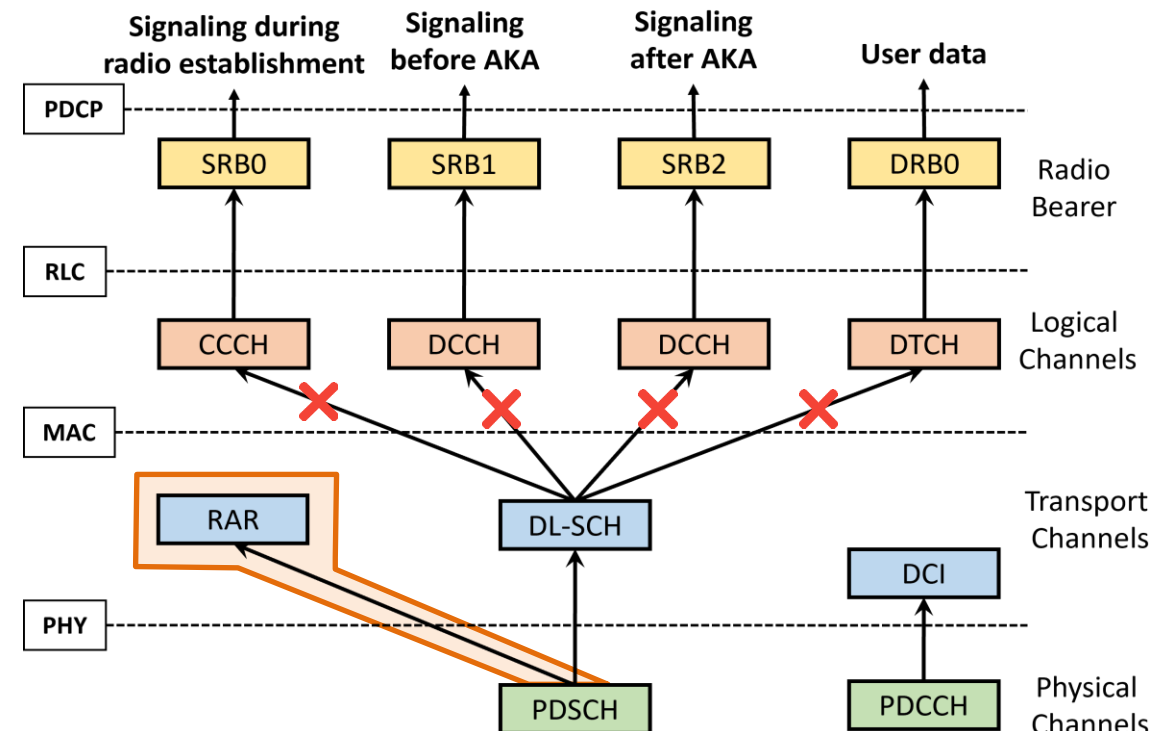 Signaling during
radio establishment
Signaling
before AKA
Signaling
after AKA
User data
PDCP
SRB0
SRB1
SRB2
DRB0
Radio
Bearer
RLC
CCCH
DCCH
DCCH
DTCH
Logical
Channels
MAC
RAR
DL-SCH
Transport
Channels
DCI
PHY
PDSCH
PDCCH
Physical
Channels